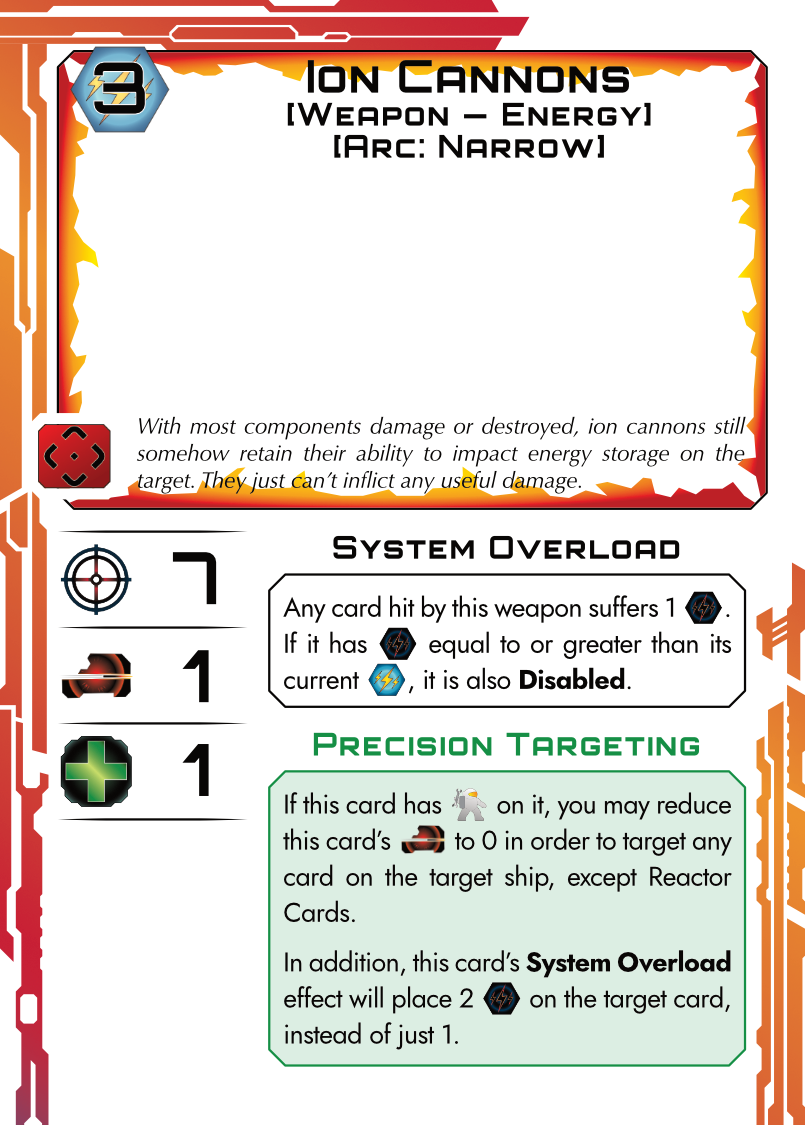 3
ION CANNONS
[WEAPON – ENERGY]
[ARC: NARROW]
With most components damage or destroyed, ion cannons still
somehow retain their ability to impact energy storage on the
target. They just can't inflict any useful damage.
7
1
1
SYSTEM OVERLOAD
Any card hit by this weapon suffers 1 .
If it has equal to or greater than its
current , it is also Disabled.
PRECISION TARGETING
If this card has on it, you may reduce
this card's to 0 in order to target any
card on the target ship, except Reactor
Cards.
In addition, this card's System Overload
effect will place 2 on the target card,
instead of just 1.